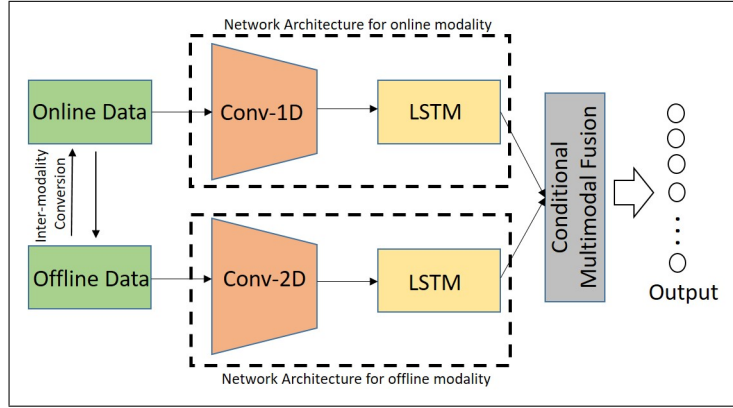 Network Architecture for online modality
Online Data
Conv-1D
LSTM
Inter-modality
Conversion
Conditional
Multimodal Fusion
Offline Data
Conv-2D
LSTM
Output
Network Architecture for offline modality